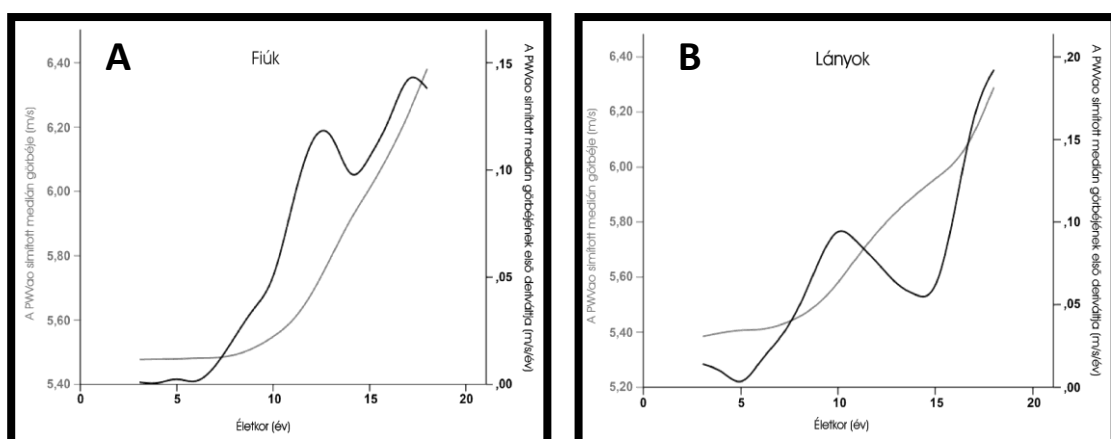 A
Fiúk
A PWVao simított medián görbéje (m/s)
6,40
6,20
6,00
5,80
5,60
5,40
,15
,10
,05
,00
A PWVao simított medián görbéjének első deriváltja (m/s/év)
0 5 10 15 20
Életkor (év)
B
Lányok
A PWVao simított medián görbéje (m/s)
6,40
6,20
6,00
5,80
5,60
5,40
5,20
,20
,15
,10
,05
,00
A PWVao simított medián görbéjének első deriváltja (m/s/év)
0 5 10 15 20
Életkor (év)